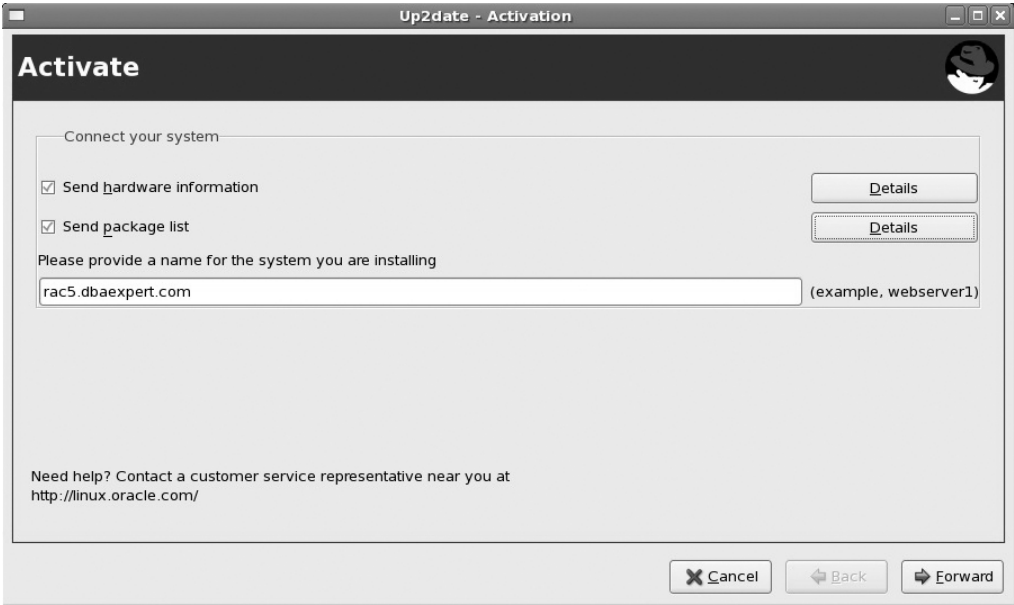 Up2date - Activation
Activate
Connect your system
Send hardware information
Details
Send package list
Details
Please provide a name for the system you are installing
rac5.dbaexpert.com
(example, webserver1)
Need help? Contact a customer service representative near you at
http://linux.oracle.com/
Cancel
Back
Forward